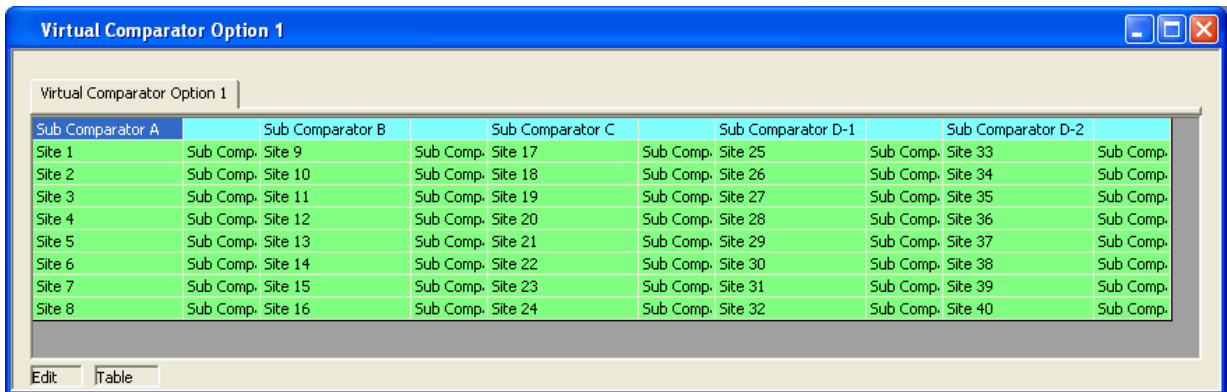 Virtual Comparator Option 1
Virtual Comparator Option 1
Sub Comparator A Sub Comparator B Sub Comparator C Sub Comparator D-1 Sub Comparator D-2
Site 1 Sub Comp. Site 9 Sub Comp. Site 17 Sub Comp. Site 25 Sub Comp. Site 33 Sub Comp.
Site 2 Sub Comp. Site 10 Sub Comp. Site 18 Sub Comp. Site 26 Sub Comp. Site 34 Sub Comp.
Site 3 Sub Comp. Site 11 Sub Comp. Site 19 Sub Comp. Site 27 Sub Comp. Site 35 Sub Comp.
Site 4 Sub Comp. Site 12 Sub Comp. Site 20 Sub Comp. Site 28 Sub Comp. Site 36 Sub Comp.
Site 5 Sub Comp. Site 13 Sub Comp. Site 21 Sub Comp. Site 29 Sub Comp. Site 37 Sub Comp.
Site 6 Sub Comp. Site 14 Sub Comp. Site 22 Sub Comp. Site 30 Sub Comp. Site 38 Sub Comp.
Site 7 Sub Comp. Site 15 Sub Comp. Site 23 Sub Comp. Site 31 Sub Comp. Site 39 Sub Comp.
Site 8 Sub Comp. Site 16 Sub Comp. Site 24 Sub Comp. Site 32 Sub Comp. Site 40 Sub Comp.
Edit Table